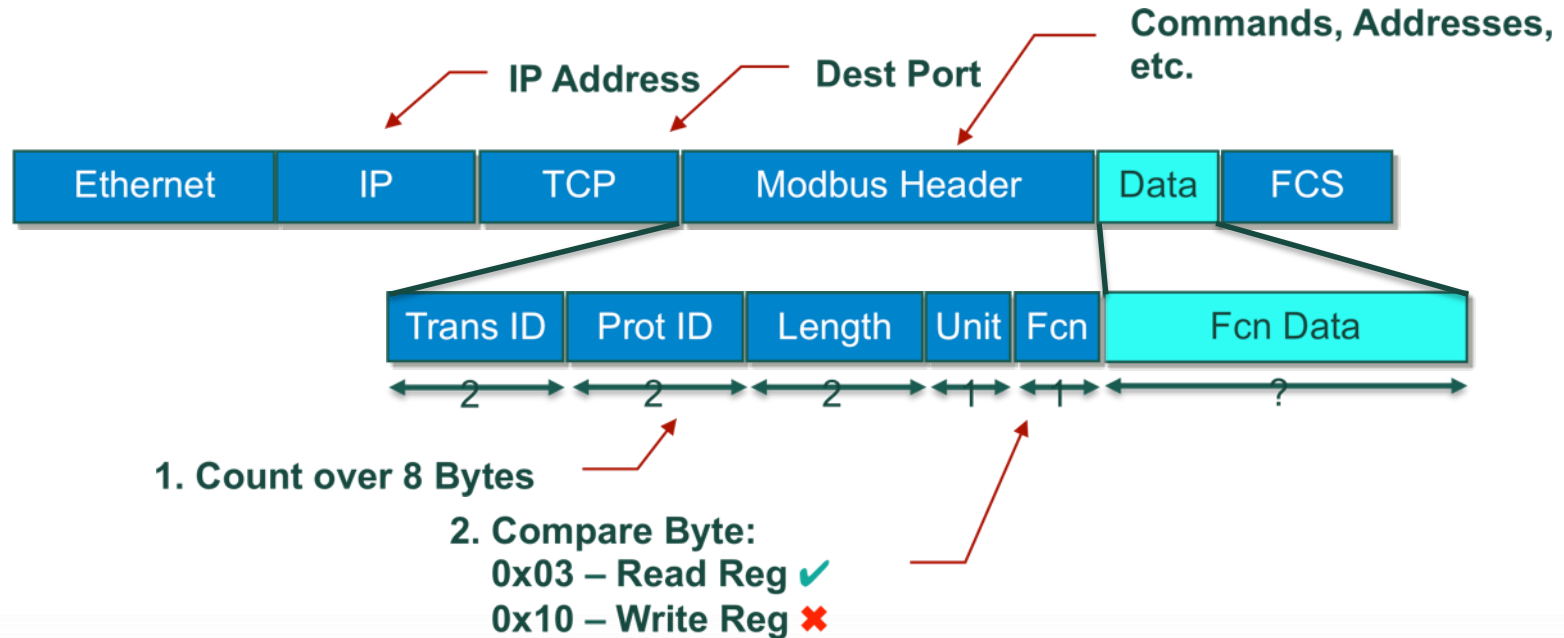 Commands, Addresses,
etc.
IP Address
Dest Port
Ethernet IP TCP Modbus Header Data FCS
Trans ID Prot ID Length Unit Fcn Fcn Data
2 2 2 1 1 ?
1. Count over 8 Bytes
2. Compare Byte:
0x03 – Read Reg ✔
0x10 – Write Reg ✖